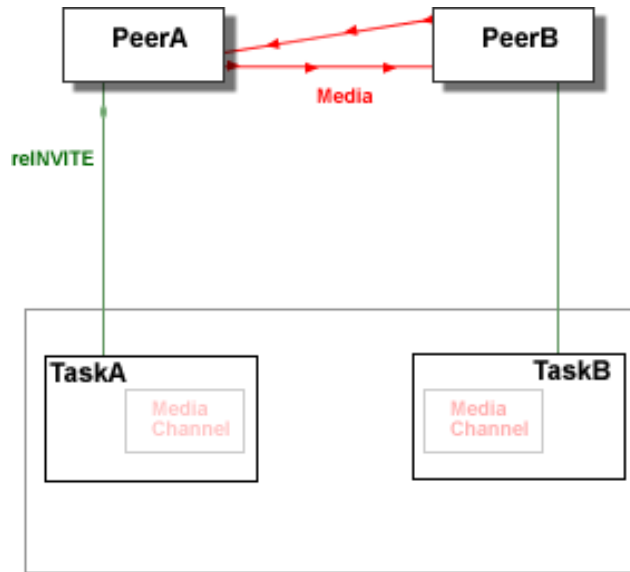 PeerA
PeerB
Media
reINVITE
TaskA
TaskB
Media
Channel
Media
Channel